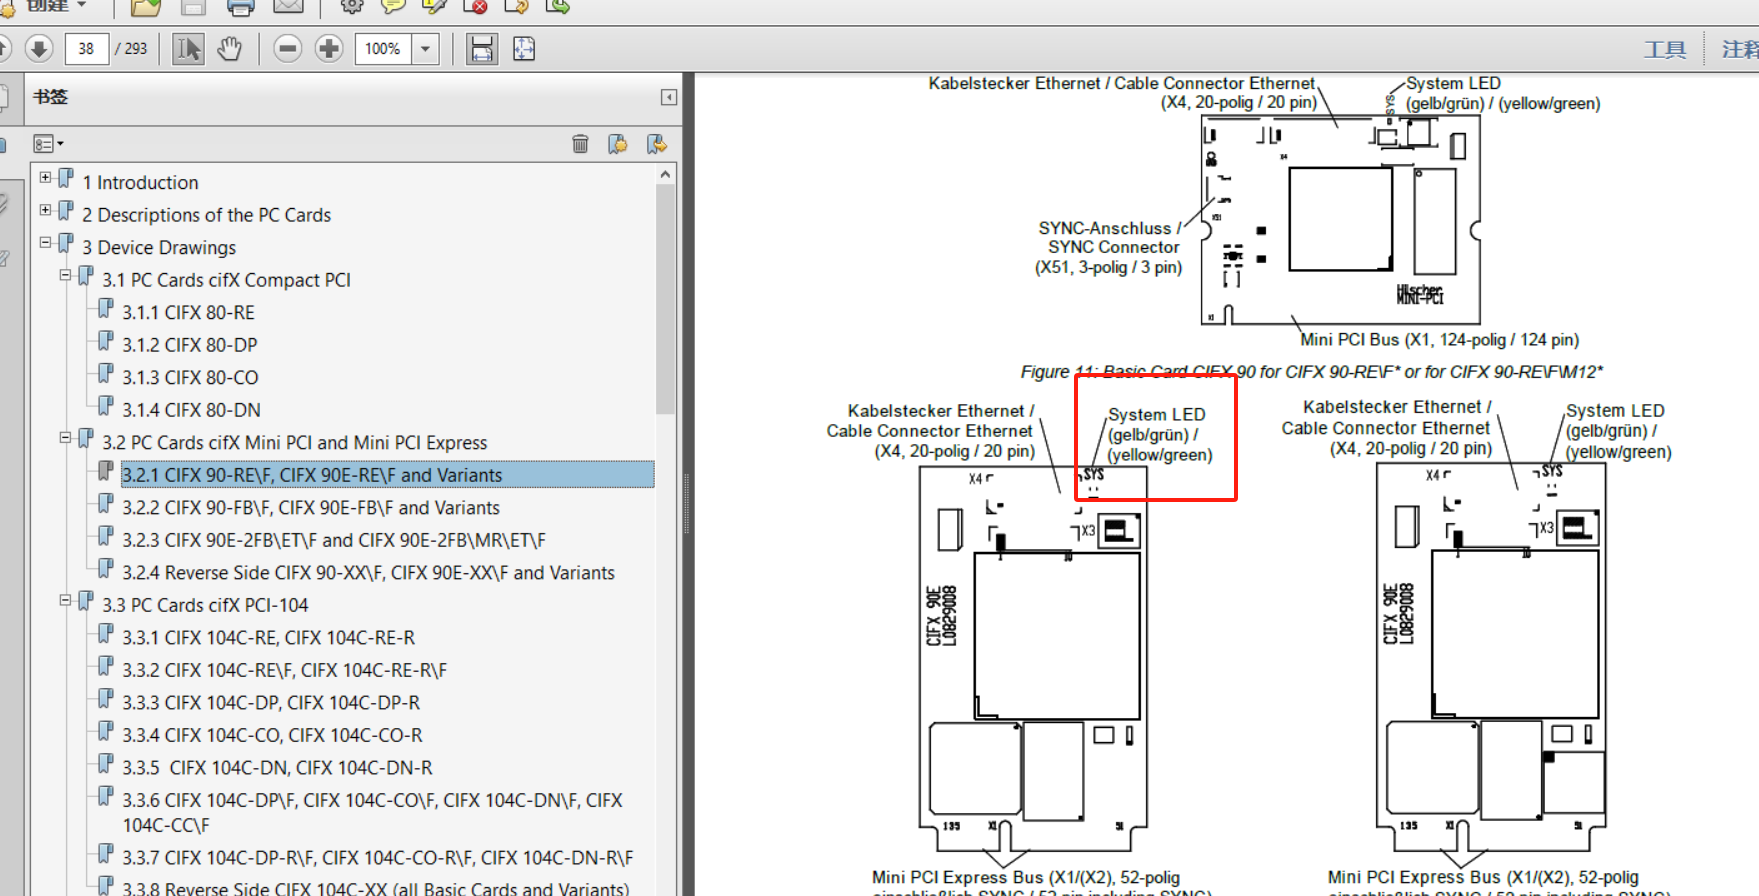 创建
38 / 293
100%
工具
书签
1 Introduction
2 Descriptions of the PC Cards
3 Device Drawings
3.1 PC Cards cifX Compact PCI
3.1.1 CIFX 80-RE
3.1.2 CIFX 80-DP
3.1.3 CIFX 80-CO
3.1.4 CIFX 80-DN
3.2 PC Cards cifX Mini PCI and Mini PCI Express
3.2.1 CIFX 90-RE\F, CIFX 90E-RE\F and Variants
3.2.2 CIFX 90-FB\F, CIFX 90E-FB\F and Variants
3.2.3 CIFX 90E-2FB\ET\F and CIFX 90E-2FB\MR\ET\F
3.2.4 Reverse Side CIFX 90-XX\F, CIFX 90E-XX\F and Variants
3.3 PC Cards cifX PCI-104
3.3.1 CIFX 104C-RE, CIFX 104C-RE-R
3.3.2 CIFX 104C-RE\F, CIFX 104C-RE-R\F
3.3.3 CIFX 104C-DP, CIFX 104C-DP-R
3.3.4 CIFX 104C-CO, CIFX 104C-CO-R
3.3.5 CIFX 104C-DN, CIFX 104C-DN-R
3.3.6 CIFX 104C-DP\F, CIFX 104C-CO\F, CIFX 104C-DN\F, CIFX
104C-CC\F
3.3.7 CIFX 104C-DP-R\F, CIFX 104C-CO-R\F, CIFX 104C-DN-R\F
3.3.8 Reverse Side CIFX 104C-XX (all Basic Cards and Variants)
Kabelstecker Ethernet / Cable Connector Ethernet
(X4, 20-polig / 20 pin)
System LED
(gelb/grün) / (yellow/green)
SYS
X4
SYNC-Anschluss /
SYNC Connector
(X51, 3-polig / 3 pin)
X51
Hilscher
MINI-PCI
X1
Mini PCI Bus (X1, 124-polig / 124 pin)
Figure 11: Basic Card CIFX 90 for CIFX 90-RE\F* or for CIFX 90-RE\F\M12*
Kabelstecker Ethernet /
Cable Connector Ethernet
(X4, 20-polig / 20 pin)
System LED
(gelb/grün) /
(yellow/green)
X4
SYS
X3
CIFX 90E
L0829008
135
X1
51
Mini PCI Express Bus (X1/(X2), 52-polig
einschließlich SYNC / 52 pin including SYNC)
Kabelstecker Ethernet /
Cable Connector Ethernet
(X4, 20-polig / 20 pin)
System LED
(gelb/grün) /
(yellow/green)
X4
SYS
X3
CIFX 90E
L0829008
135
X1
51
Mini PCI Express Bus (X1/(X2), 52-polig
einschließlich SYNC / 52 pin including SYNC)